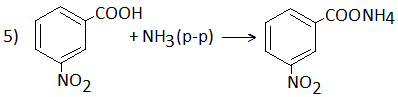 5) COOH + NH3(p-p) ⟶ COONH4
NO2 NO2